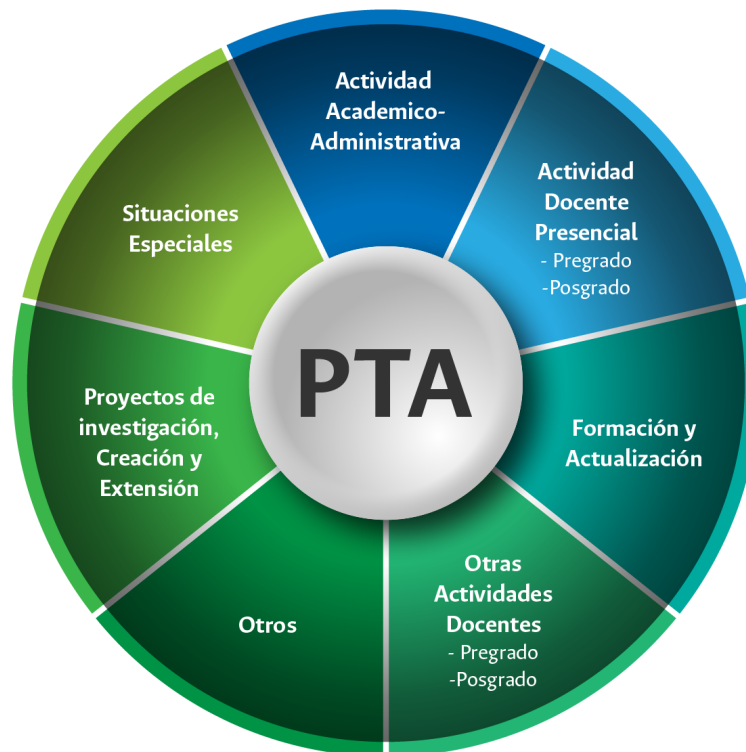 Actividad
Academico-
Administrativa
Actividad
Docente
Presencial
- Pregrado
-Posgrado
Formación y
Actualización
Otras
Actividades
Docentes
- Pregrado
-Posgrado
Otros
Proyectos de
investigación,
Creación y
Extensión
Situaciones
Especiales
PTA